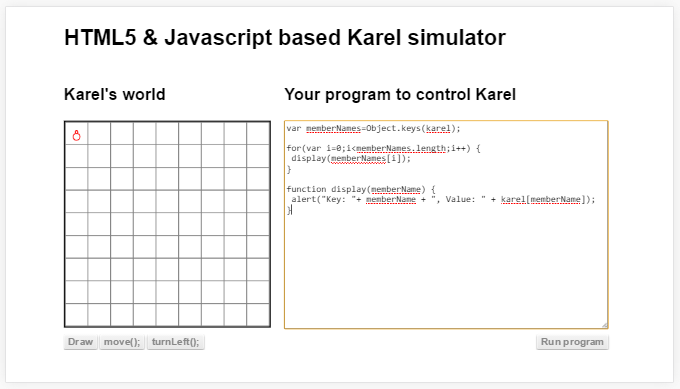 HTML5 & Javascript based Karel simulator
Karel's world
Your program to control Karel
var memberNames=Object.keys(karel);
for(var i=0;i<memberNames.length;i++) {
display(memberNames[i]);
}
function display(memberName) {
alert("Key: "+ memberName + ", Value: " + karel[memberName]);
}
Draw move(); turnLeft(); Run program